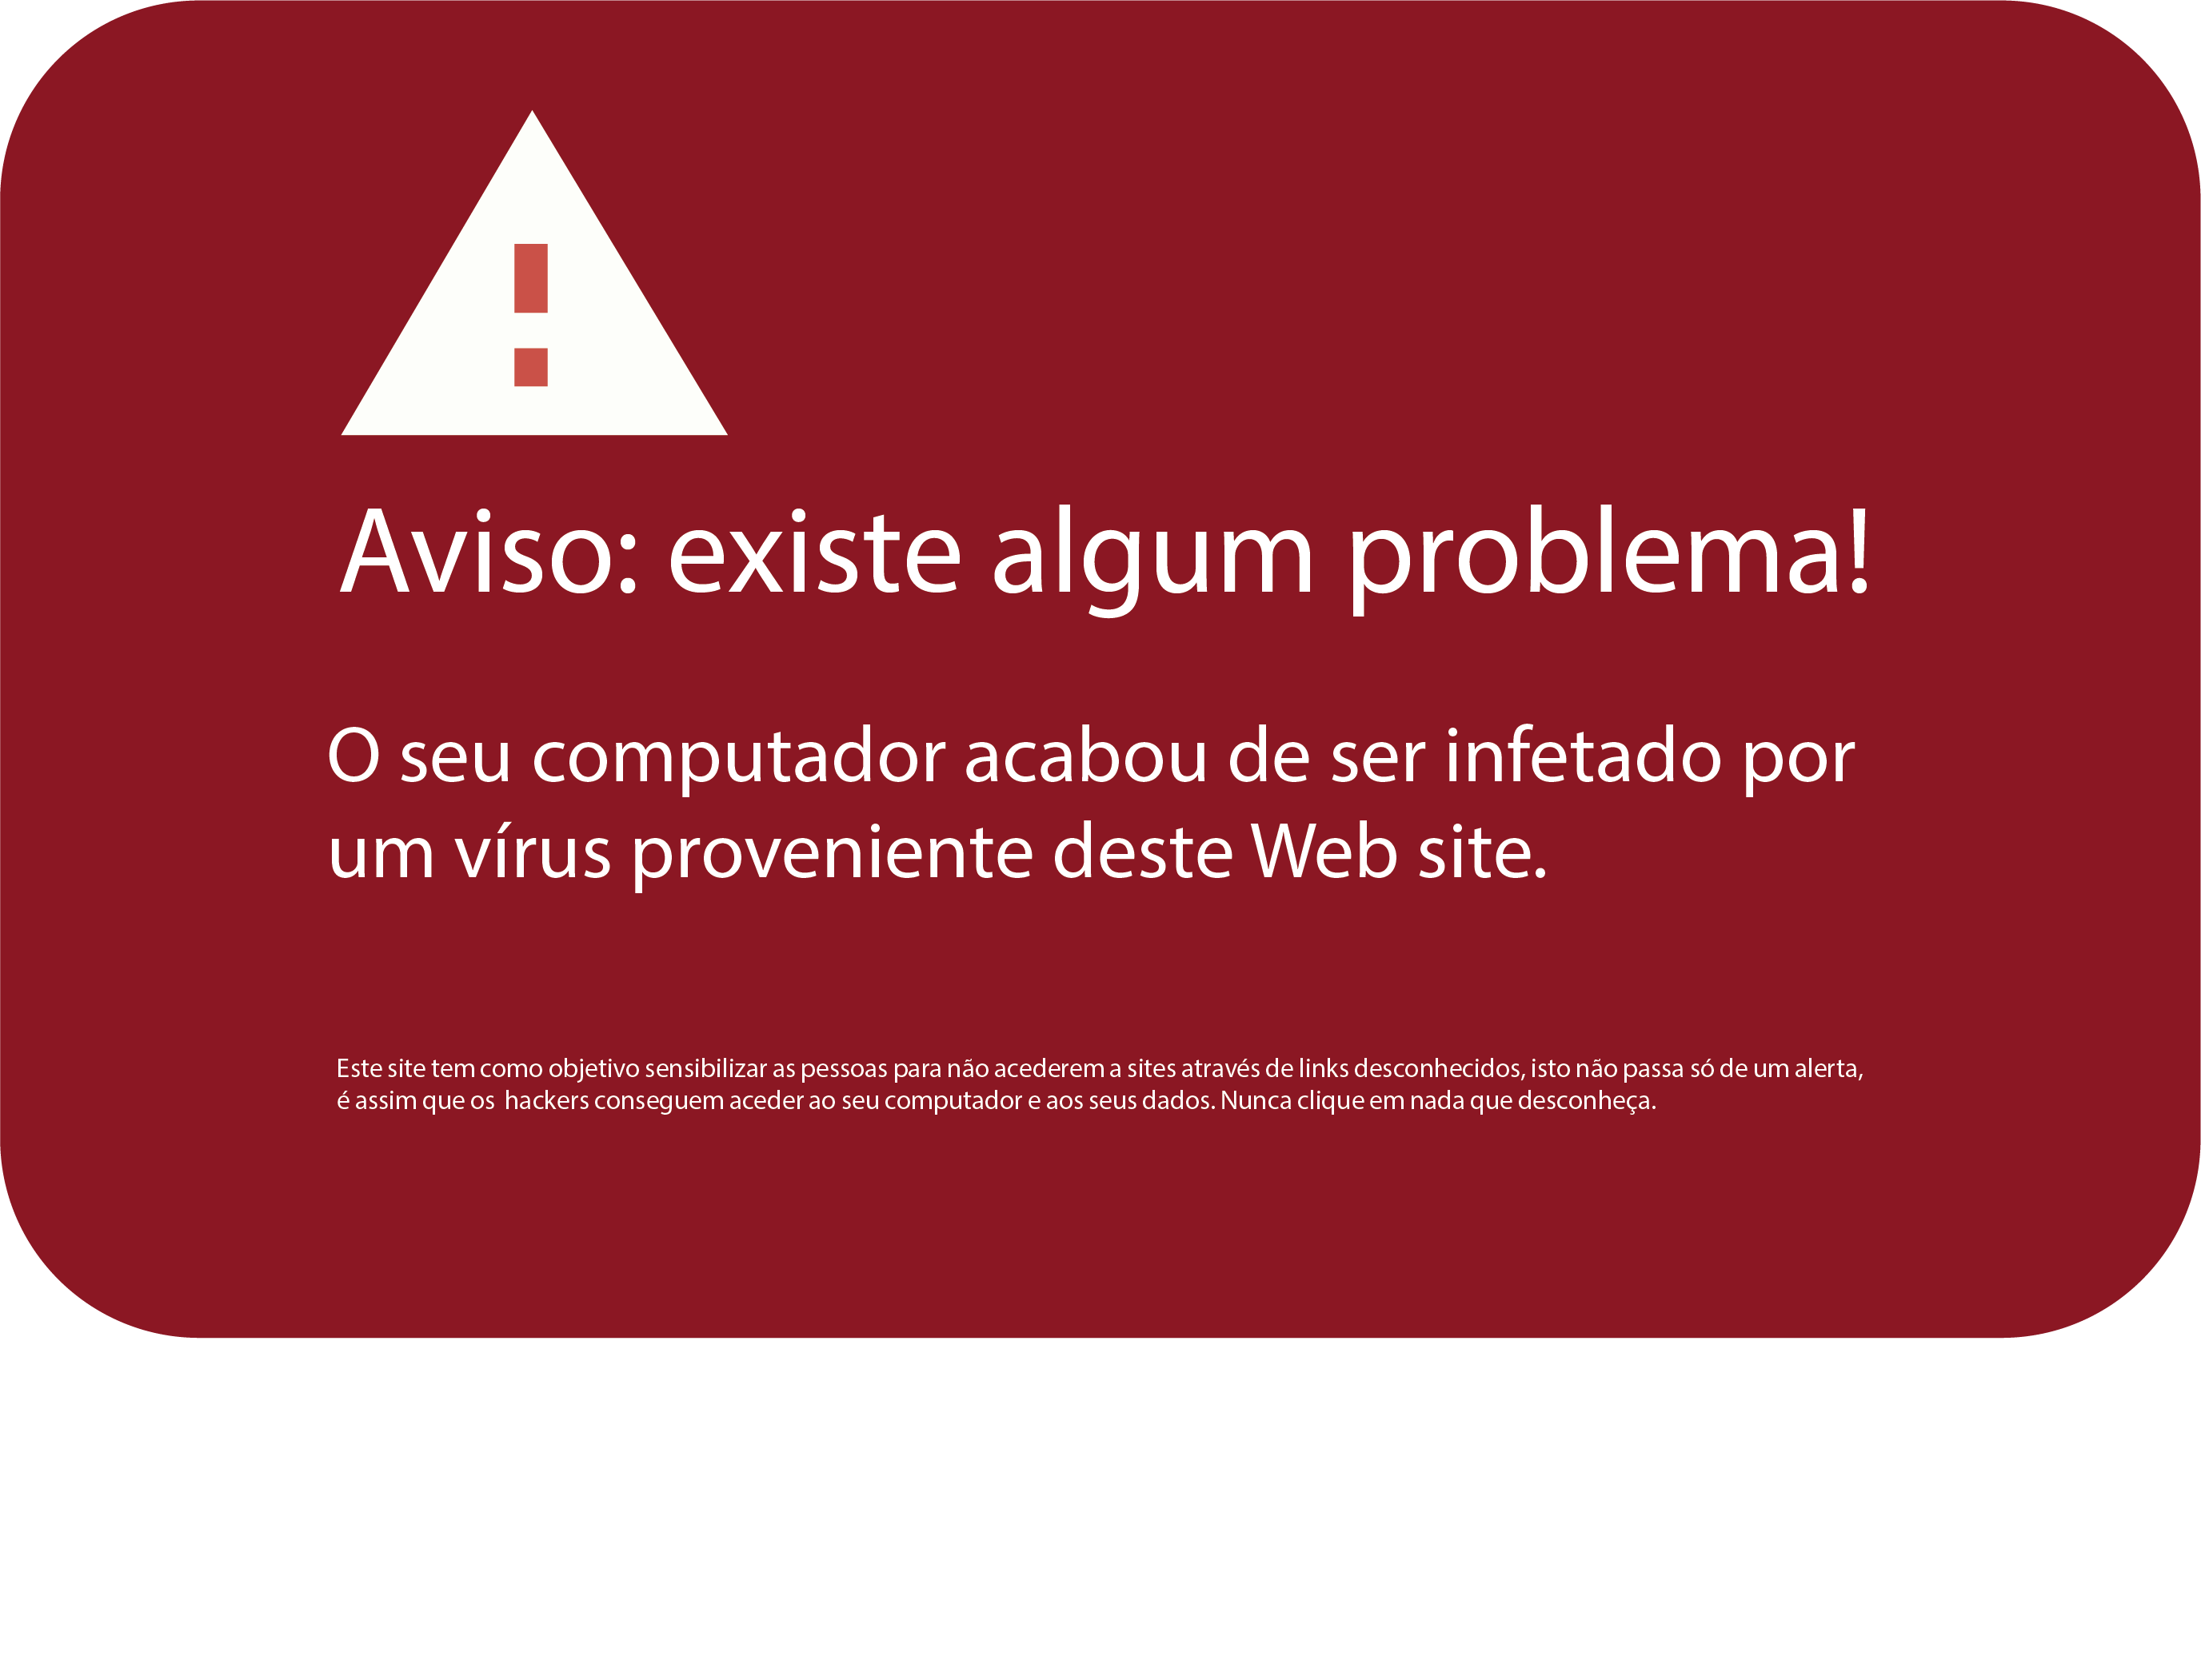 Aviso: existe algum problema!
O seu computador acabou de ser infetado por
um vírus proveniente deste Web site.
Este site tem como objetivo sensibilizar as pessoas para não acederem a sites através de links desconhecidos, isto não passa só de um alerta,
é assim que os hackers conseguem aceder ao seu computador e aos seus dados. Nunca clique em nada que desconheça.